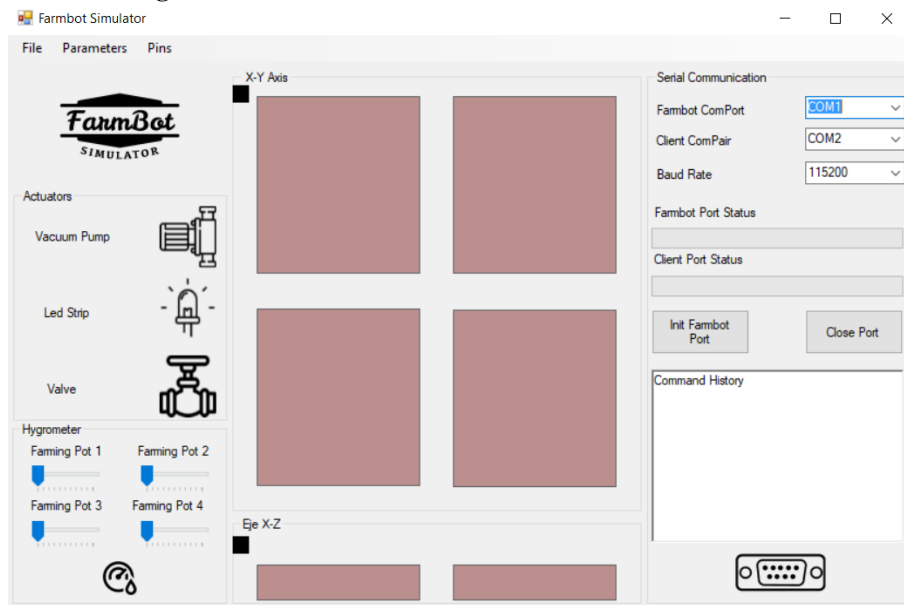 Farmbot Simulator
File Parameters Pins
FarmBot
SIMULATOR
Actuators
Vacuum Pump
Led Strip
Valve
Hygrometer
Farming Pot 1 Farming Pot 2
Farming Pot 3 Farming Pot 4
X-Y Axis
Eje X-Z
Serial Communication
Farmbot ComPort COM1
Client ComPair COM2
Baud Rate 115200
Farmbot Port Status
Client Port Status
Init Farmbot
Port
Close Port
Command History